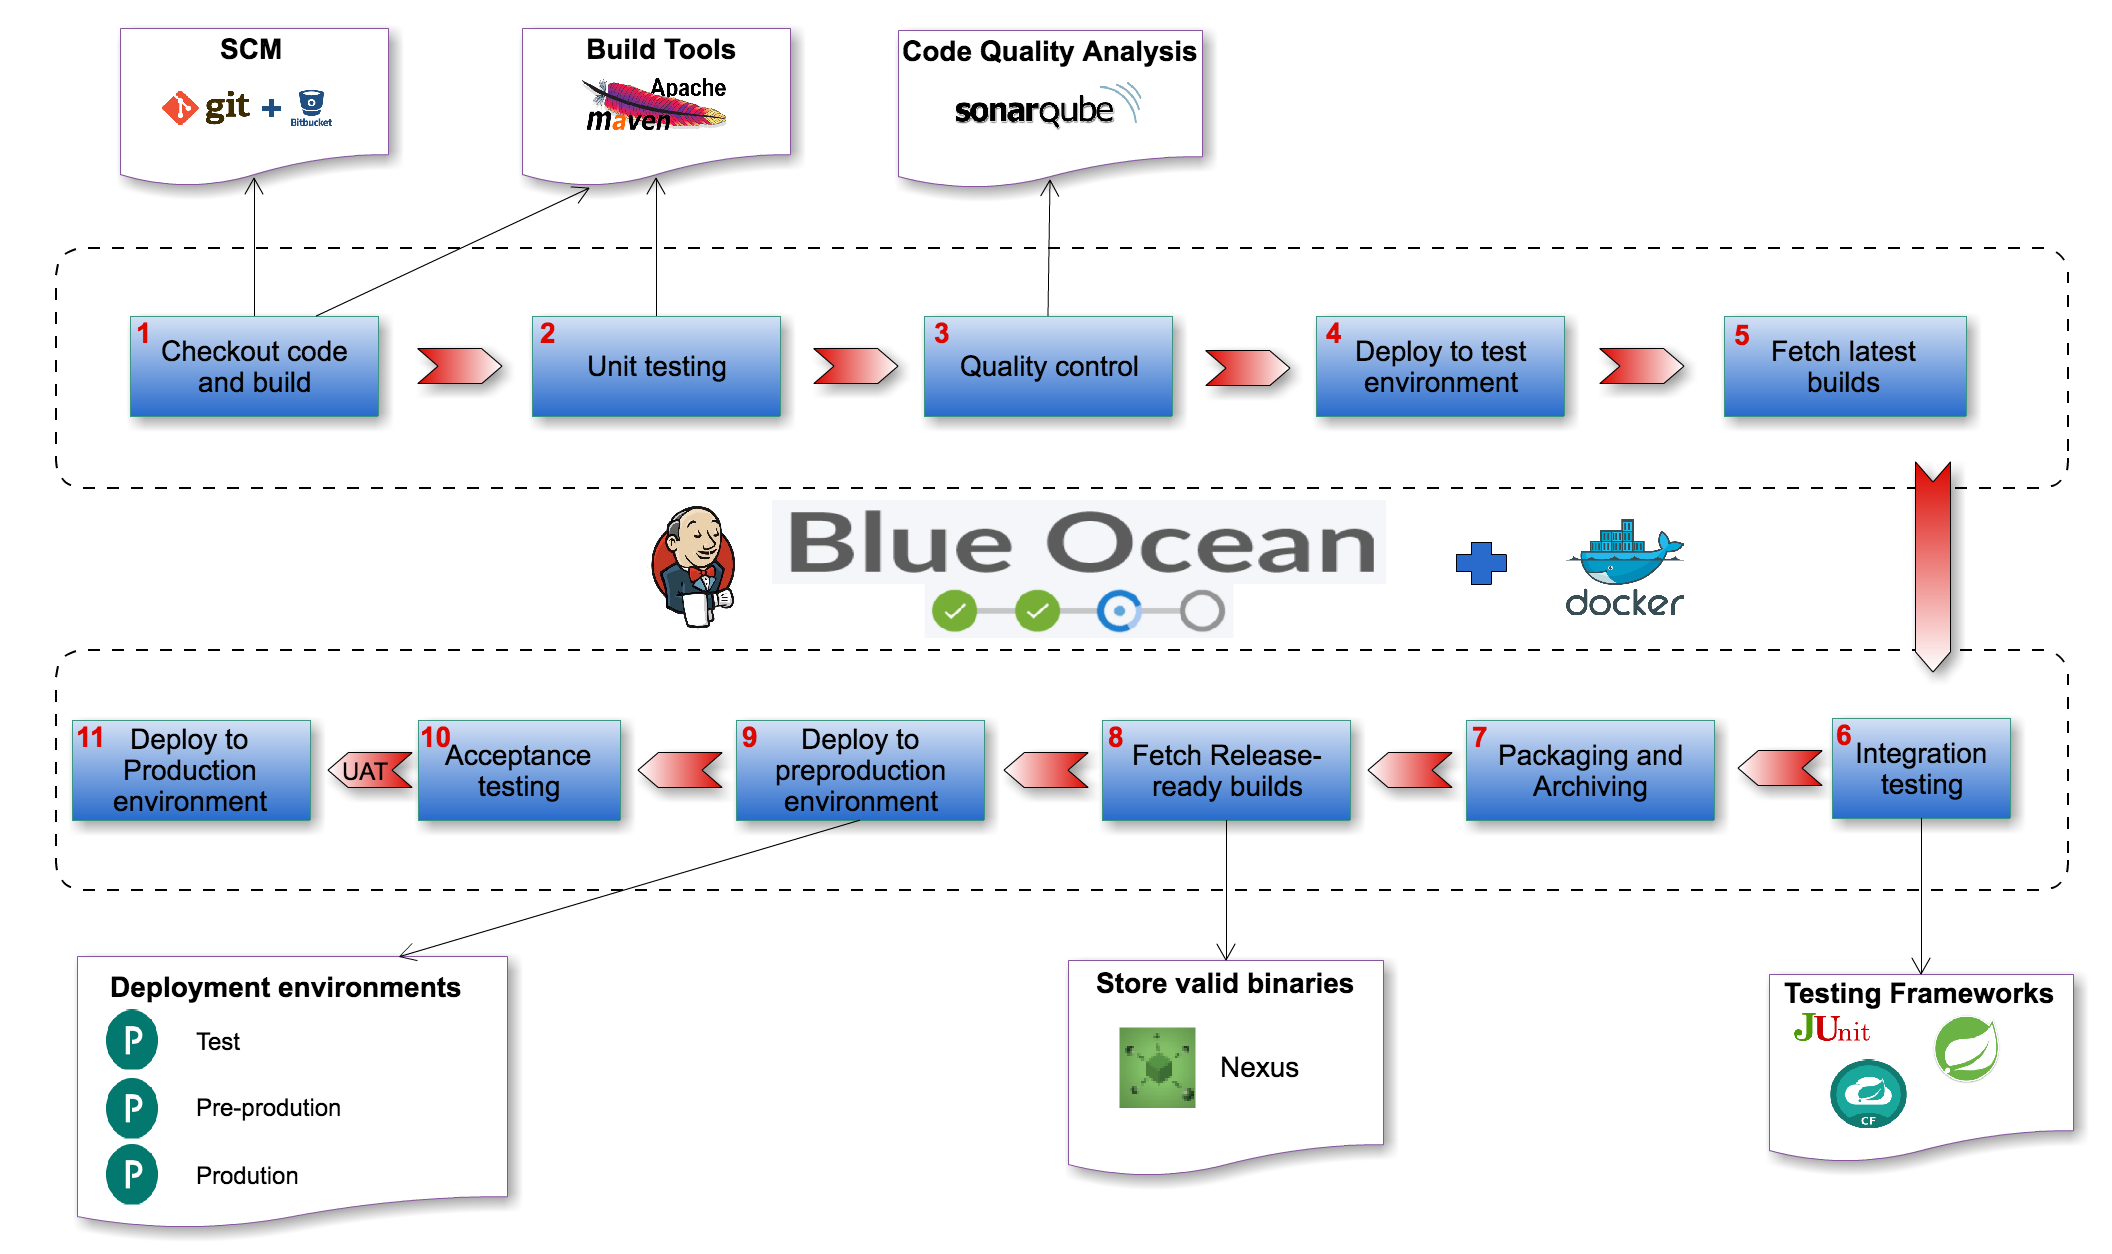 SCM
git + Bitbucket
Build Tools
Apache
maven
Code Quality Analysis
sonarqube
1
Checkout code
and build
2
Unit testing
3
Quality control
4
Deploy to test
environment
5
Fetch latest
builds
Blue Ocean
docker
11
Deploy to
Production
environment
UAT
10
Acceptance
testing
9
Deploy to
preproduction
environment
8
Fetch Release-
ready builds
7
Packaging and
Archiving
6
Integration
testing
Deployment environments
P Test
P Pre-prodution
P Prodution
Store valid binaries
Nexus
Testing Frameworks
JUnit
CF